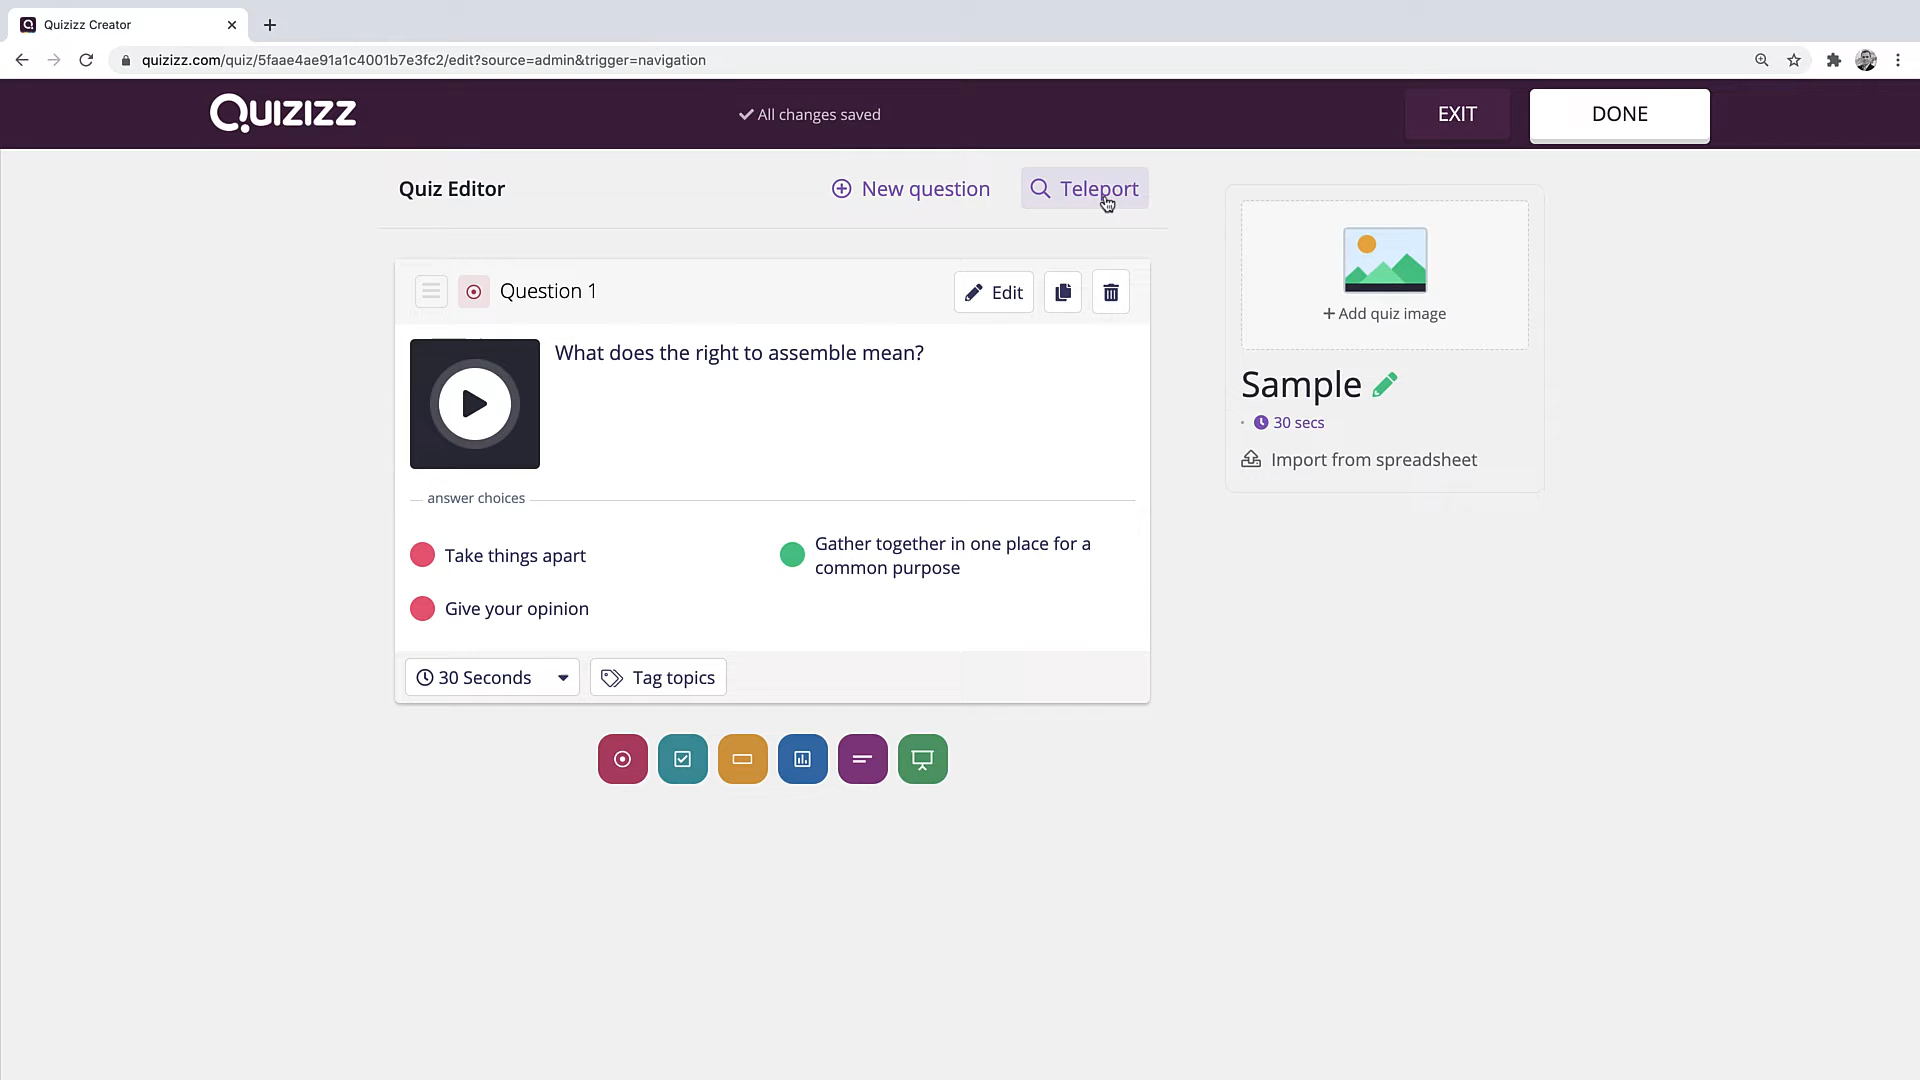 Quizizz Creator
quizizz.com/quiz/5faae4ae91a1c4001b7e3fc2/edit?source=admin&trigger=navigation
QUIZIZZ
All changes saved
EXIT
DONE
Quiz Editor
New question
Teleport
+ Add quiz image
Question 1
Edit
What does the right to assemble mean?
Sample
30 secs
Import from spreadsheet
answer choices
Take things apart
Gather together in one place for a
common purpose
Give your opinion
30 Seconds
Tag topics